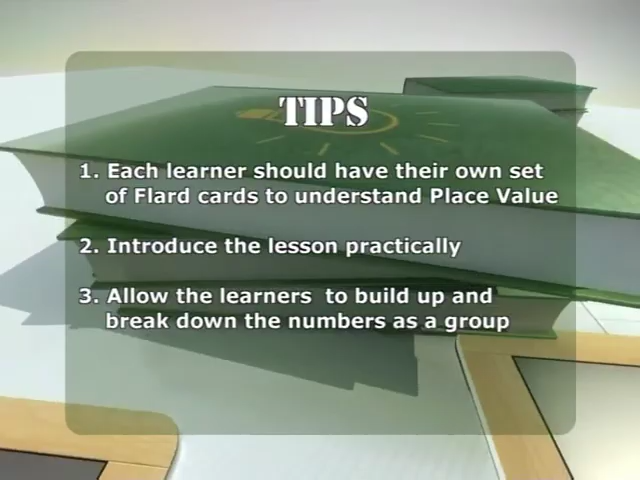 TIPS
1. Each learner should have their own set
of Flard cards to understand Place Value
2. Introduce the lesson practically
3. Allow the learners  to build up and
break down the numbers as a group